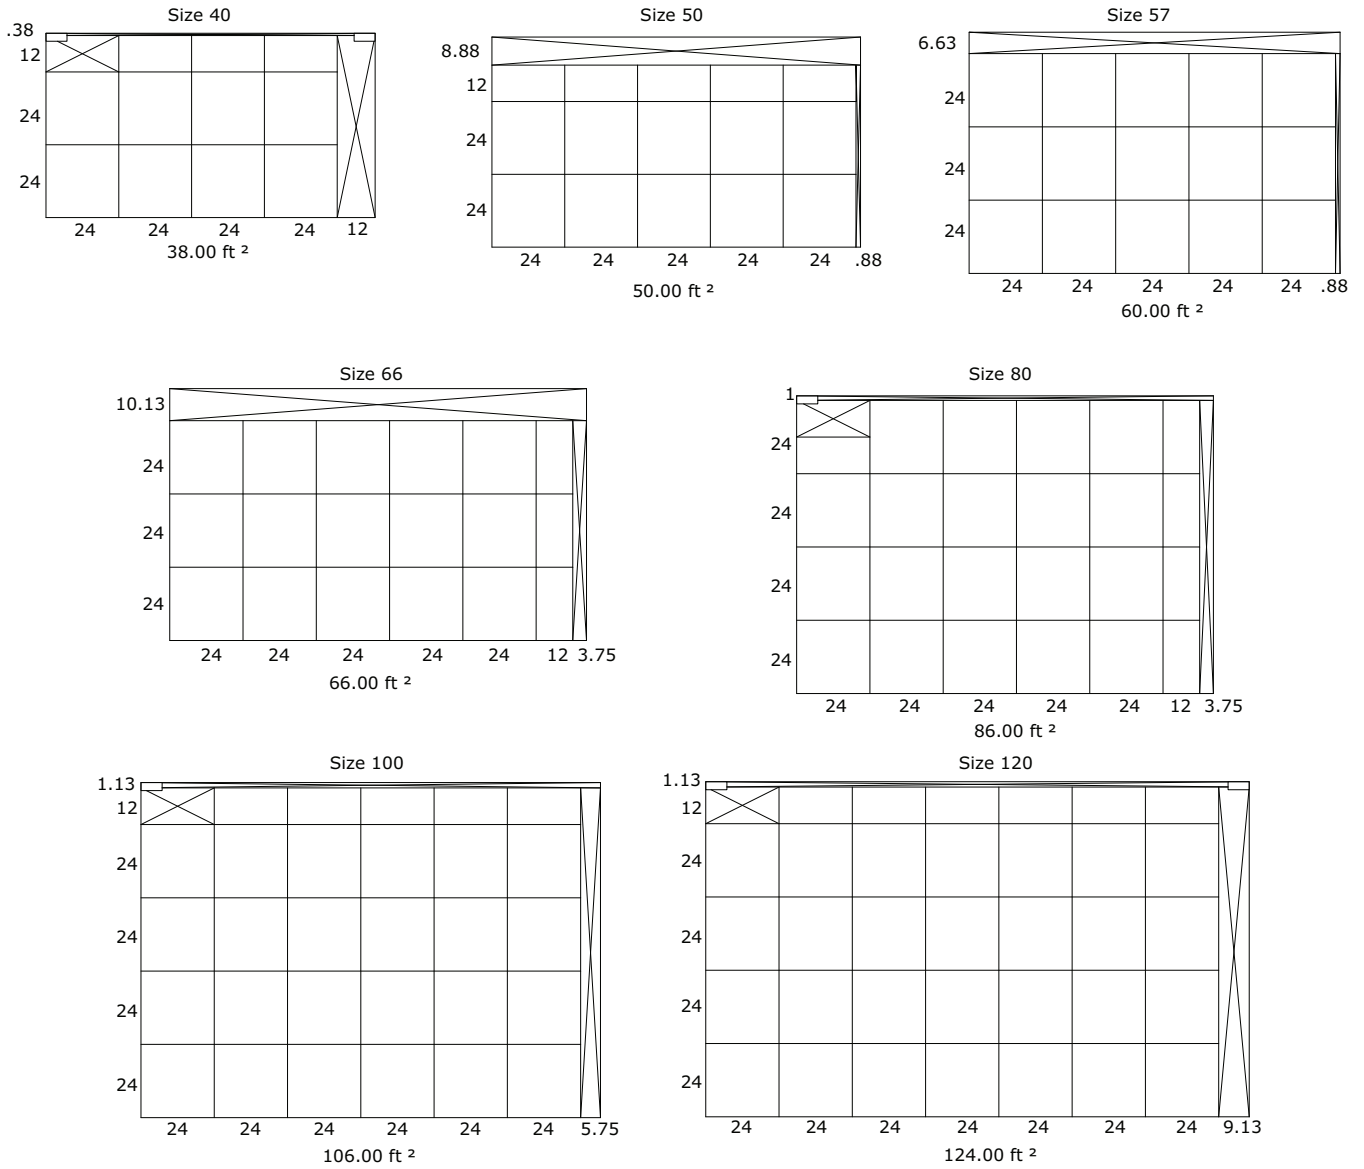 Size 40
.38
12
24
24
24 24 24 24 12
38.00 ft ²
Size 50
8.88
12
24
24
24 24 24 24 24 .88
50.00 ft ²
Size 57
6.63
24
24
24
24 24 24 24 24 .88
60.00 ft ²
Size 66
10.13
24
24
24
24 24 24 24 24 12 3.75
66.00 ft ²
Size 80
1
24
24
24
24
24 24 24 24 24 12 3.75
86.00 ft ²
Size 100
1.13
12
24
24
24
24
24 24 24 24 24 24 5.75
106.00 ft ²
Size 120
1.13
12
24
24
24
24
24 24 24 24 24 24 24 9.13
124.00 ft ²